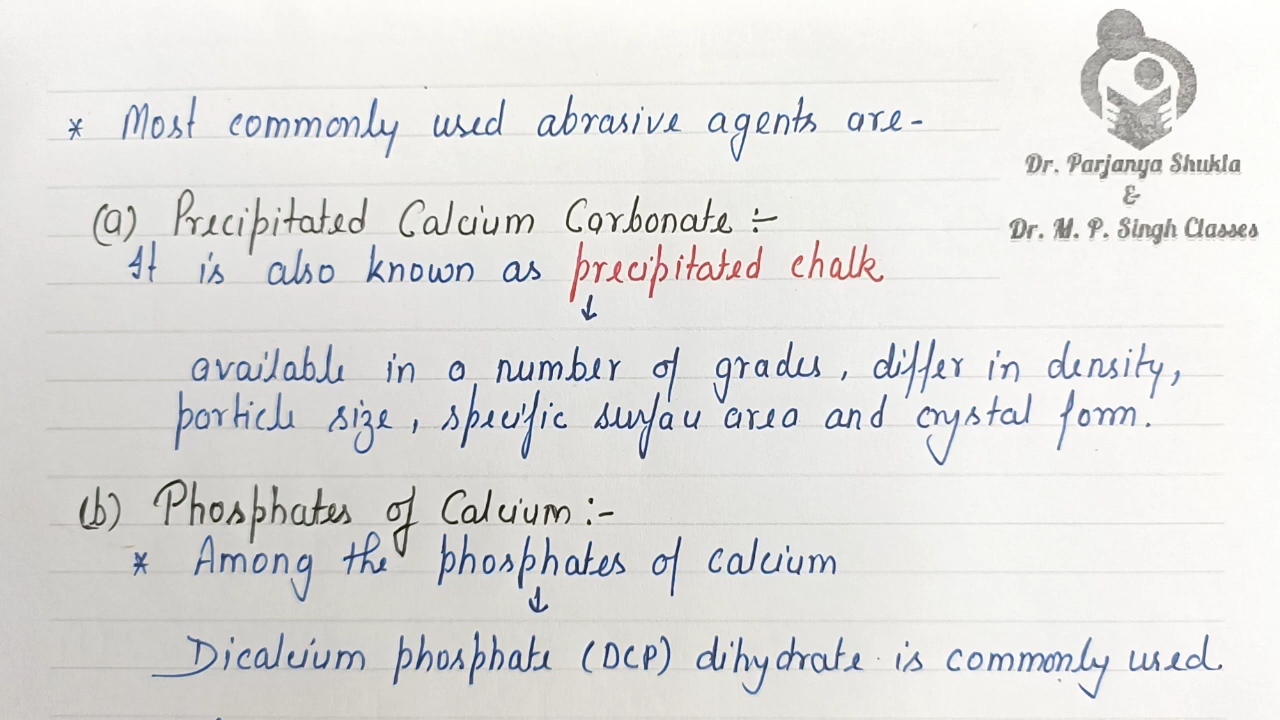 * Most commonly used abrasive agents are-
Dr. Parjanya Shukla
&
Dr. M. P. Singh Classes
(a) Precipitated Calcium Carbonate :-
It is also known as precipitated chalk
↓
available in a number of grades, differ in density,
particle size, specific surface area and crystal form.
(b) Phosphates of Calcium :-
* Among the phosphates of calcium
↓
Dicalcium phosphate (DCP) dihydrate is commonly used